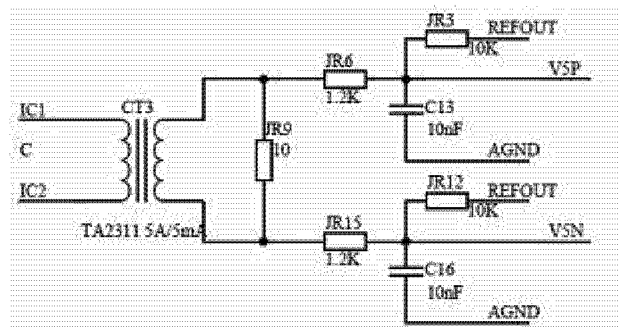 JR3
REFOUT
10K
JR6
V5P
1.2K
C13
10nF
IC1
CT3
C
JR9
10
AGND
IC2
JR12
REFOUT
10K
TA2311 5A/5mA
JR15
V5N
1.2K
C16
10nF
AGND